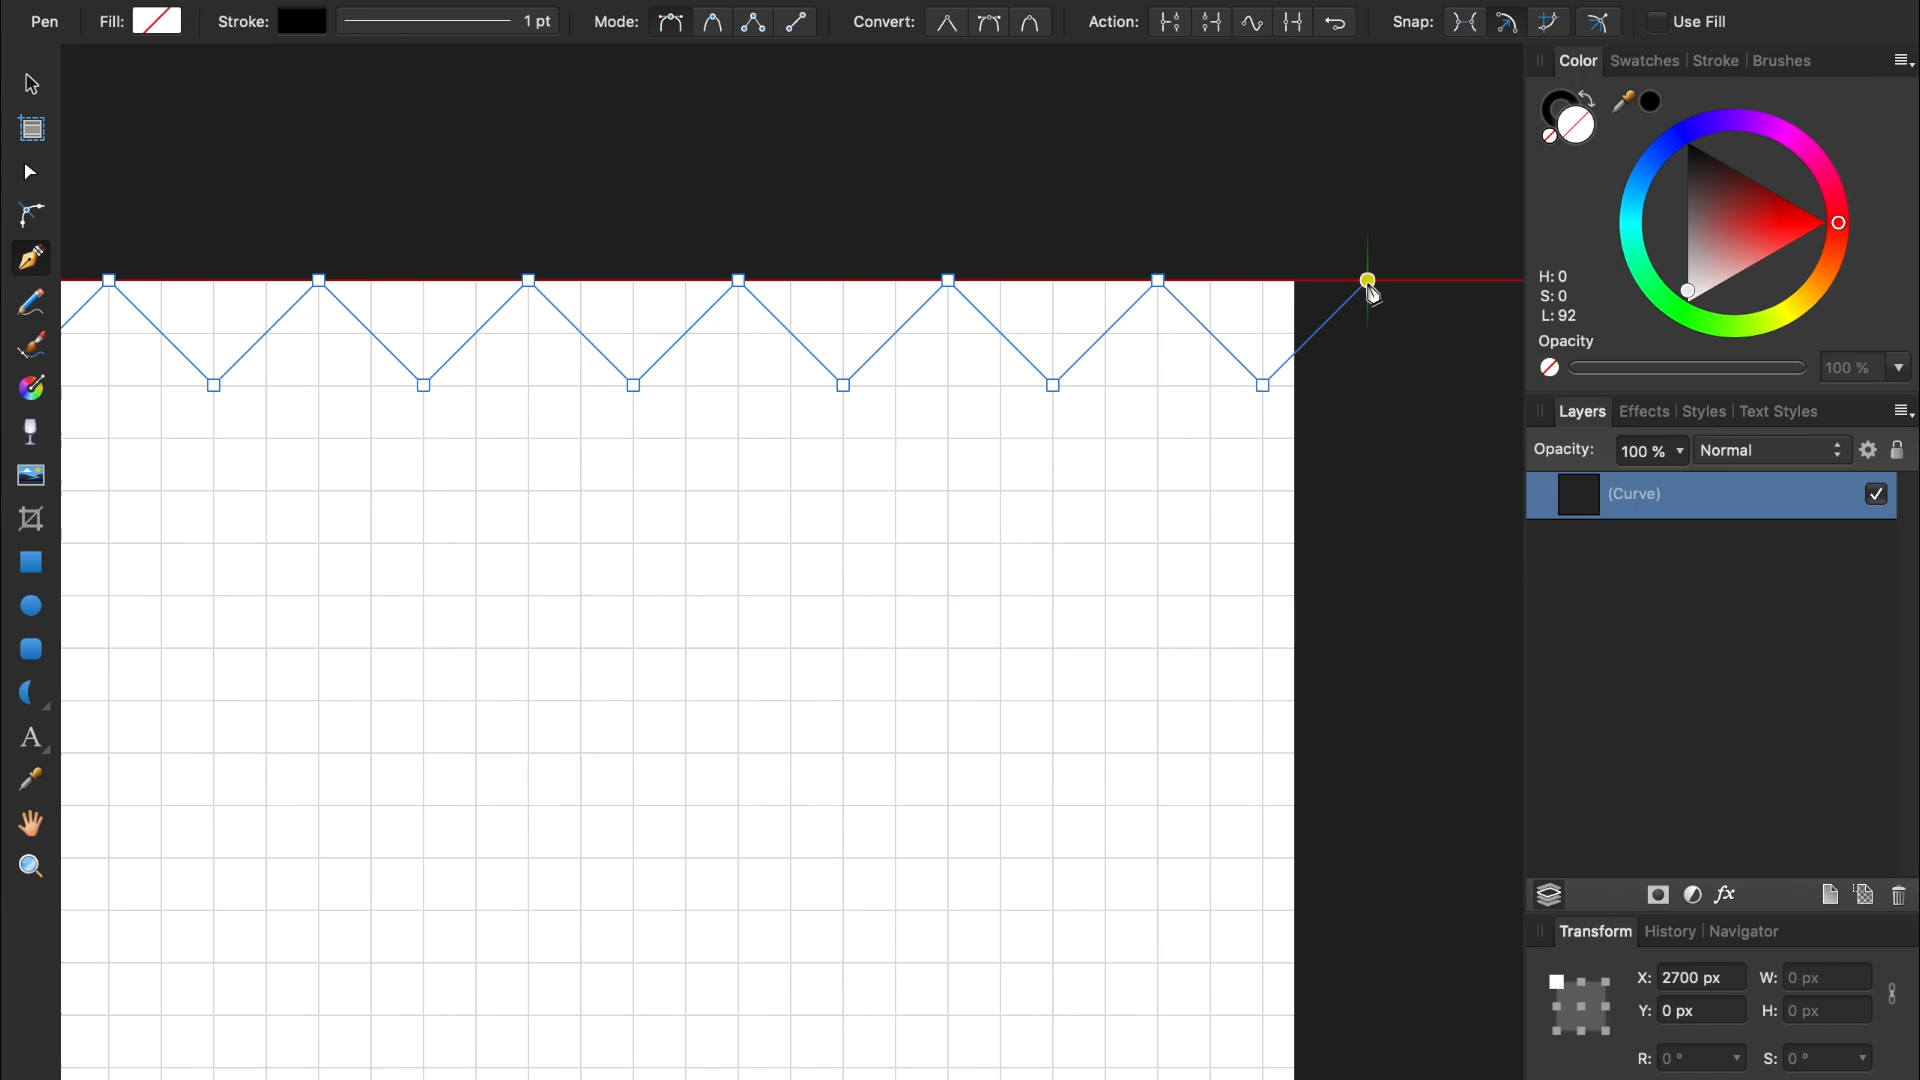 Pen Fill: Stroke: 1 pt Mode: Convert: Action: Snap: Use Fill
Color Swatches Stroke Brushes
H: 0
S: 0
L: 92
Opacity
100 %
Layers Effects Styles Text Styles
Opacity: 100 % Normal
(Curve)
fx
Transform History Navigator
X: 2700 px W: 0 px
Y: 0 px H: 0 px
R: 0 ° S: 0 °
A